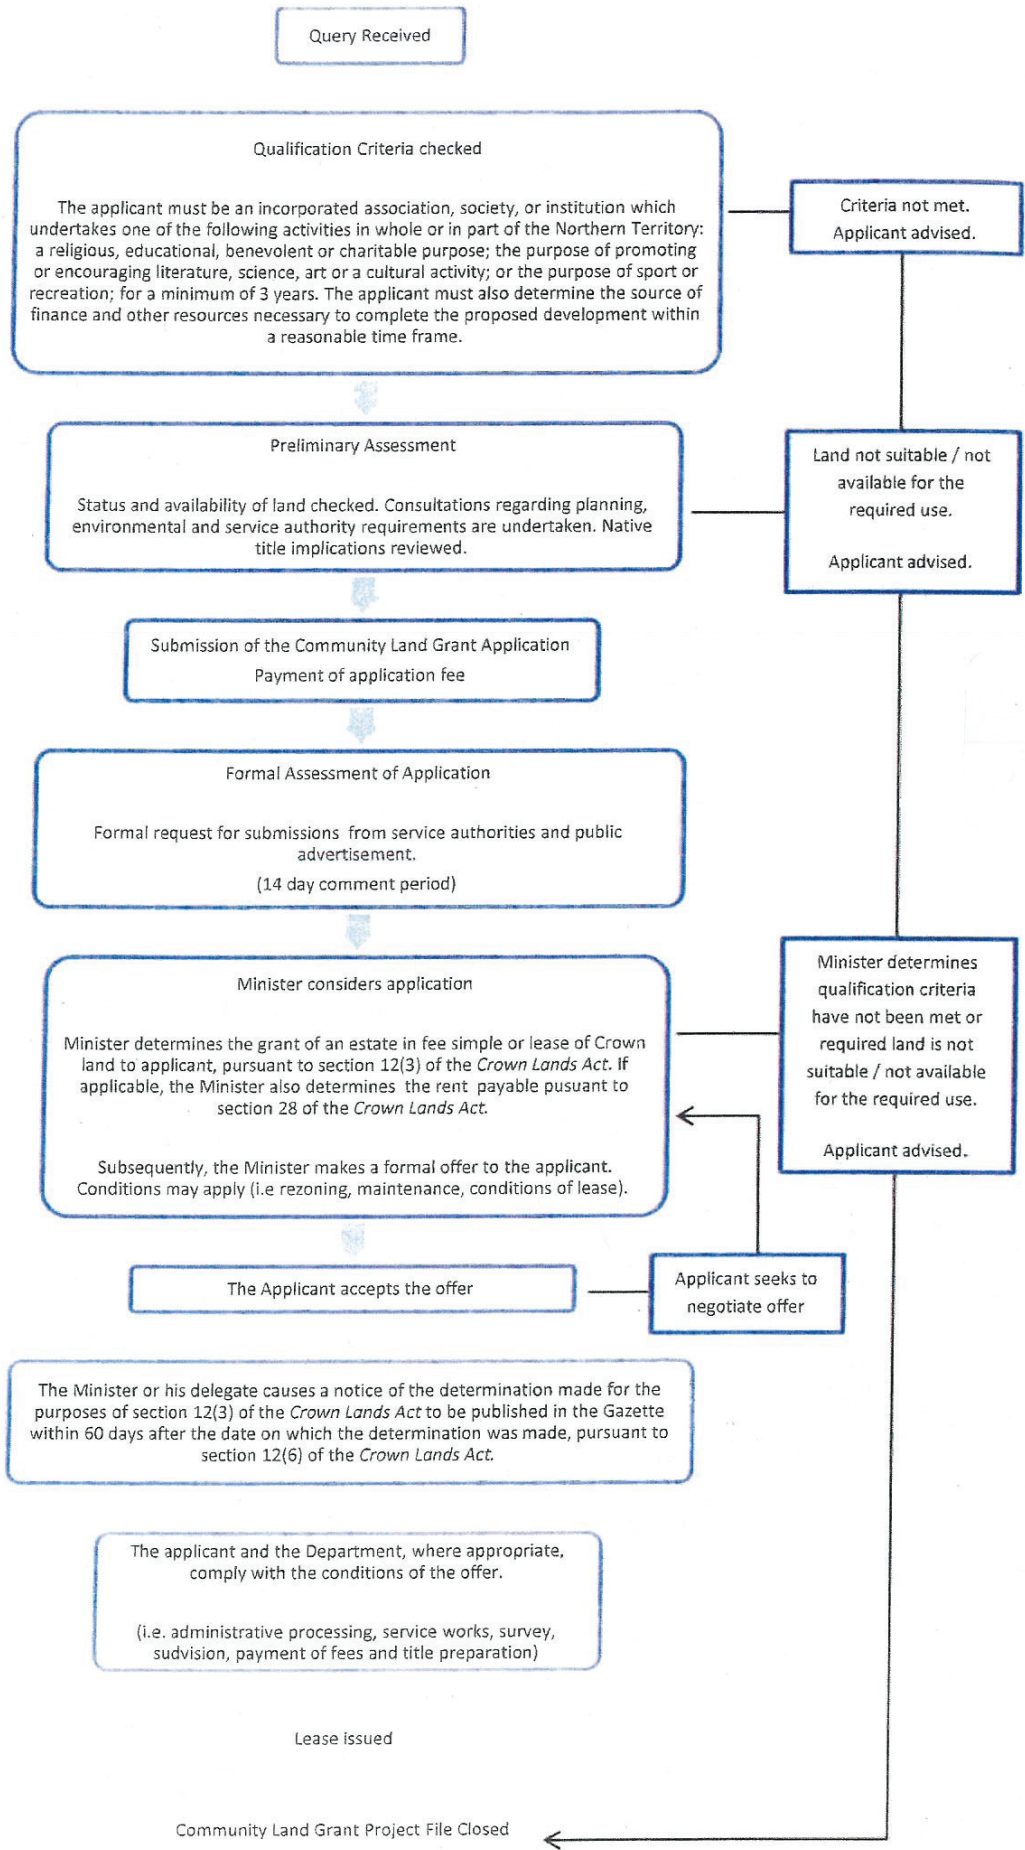 Query Received
Qualification Criteria checked
The applicant must be an incorporated association, society, or institution which
undertakes one of the following activities in whole or in part of the Northern Territory:
a religious, educational, benevolent or charitable purpose; the purpose of promoting
or encouraging literature, science, art or a cultural activity; or the purpose of sport or
recreation; for a minimum of 3 years. The applicant must also determine the source of
finance and other resources necessary to complete the proposed development within
a reasonable time frame.
Criteria not met.
Applicant advised.
Preliminary Assessment
Status and availability of land checked. Consultations regarding planning,
environmental and service authority requirements are undertaken. Native
title implications reviewed.
Land not suitable / not
available for the
required use.
Applicant advised.
Submission of the Community Land Grant Application
Payment of application fee
Formal Assessment of Application
Formal request for submissions from service authorities and public
advertisement.
(14 day comment period)
Minister considers application
Minister determines the grant of an estate in fee simple or lease of Crown
land to applicant, pursuant to section 12(3) of the Crown Lands Act. If
applicable, the Minister also determines the rent payable pusuant to
section 28 of the Crown Lands Act.
Subsequently, the Minister makes a formal offer to the applicant.
Conditions may apply (i.e rezoning, maintenance, conditions of lease).
Minister determines
qualification criteria
have not been met or
required land is not
suitable / not available
for the required use.
Applicant advised.
The Applicant accepts the offer
Applicant seeks to
negotiate offer
The Minister or his delegate causes a notice of the determination made for the
purposes of section 12(3) of the Crown Lands Act to be published in the Gazette
within 60 days after the date on which the determination was made, pursuant to
section 12(6) of the Crown Lands Act.
The applicant and the Department, where appropriate,
comply with the conditions of the offer.
(i.e. administrative processing, service works, survey,
sudvision, payment of fees and title preparation)
Lease issued
Community Land Grant Project File Closed